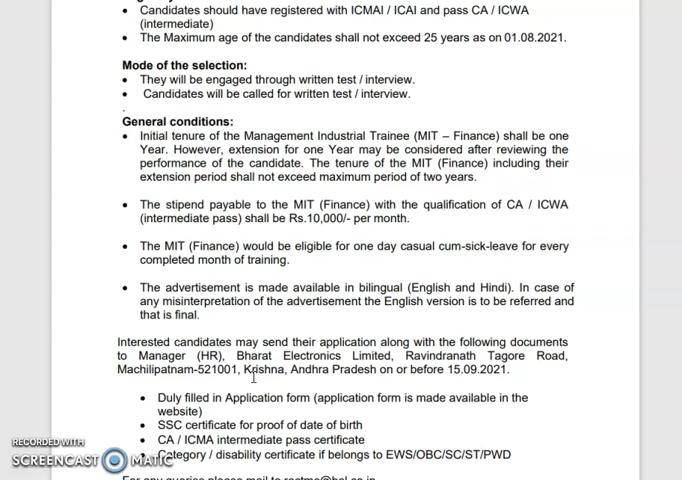 Candidates should have registered with ICMAI / ICAI and pass CA / ICWA
(intermediate)
The Maximum age of the candidates shall not exceed 25 years as on 01.08.2021.
Mode of the selection:
They will be engaged through written test / interview.
Candidates will be called for written test / interview.
.
General conditions:
Initial tenure of the Management Industrial Trainee (MIT – Finance) shall be one
Year. However, extension for one Year may be considered after reviewing the
performance of the candidate. The tenure of the MIT (Finance) including their
extension period shall not exceed maximum period of two years.
The stipend payable to the MIT (Finance) with the qualification of CA / ICWA
(intermediate pass) shall be Rs.10,000/- per month.
The MIT (Finance) would be eligible for one day casual cum-sick-leave for every
completed month of training.
The advertisement is made available in bilingual (English and Hindi). In case of
any misinterpretation of the advertisement the English version is to be referred and
that is final.
Interested candidates may send their application along with the following documents
to Manager (HR), Bharat Electronics Limited, Ravindranath Tagore Road,
Machilipatnam-521001, Krishna, Andhra Pradesh on or before 15.09.2021.
Duly filled in Application form (application form is made available in the
website)
SSC certificate for proof of date of birth
CA / ICMA intermediate pass certificate
Category / disability certificate if belongs to EWS/OBC/SC/ST/PWD
RECORDED WITH
SCREENCAST MATIC
For any queries please mail to